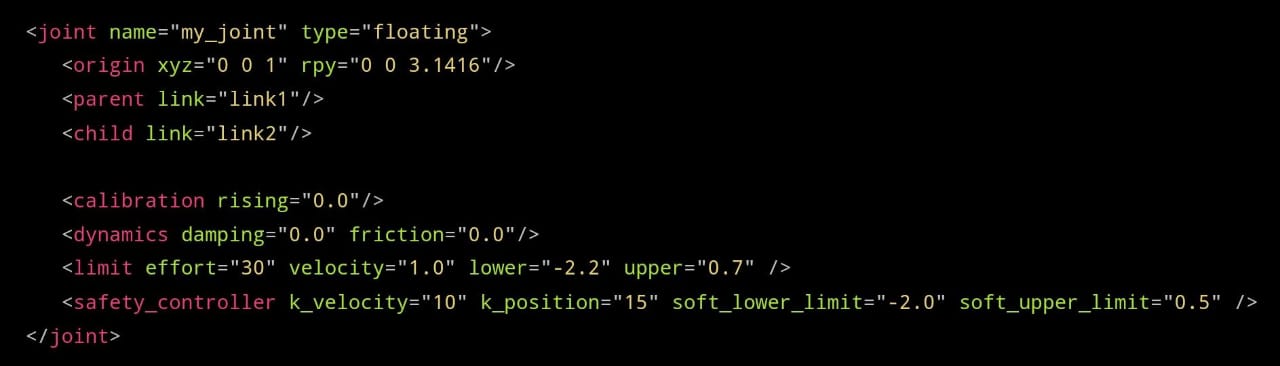 <joint name="my_joint" type="floating">
   <origin xyz="0 0 1" rpy="0 0 3.1416"/>
   <parent link="link1"/>
   <child link="link2"/>

   <calibration rising="0.0"/>
   <dynamics damping="0.0" friction="0.0"/>
   <limit effort="30" velocity="1.0" lower="-2.2" upper="0.7" />
   <safety_controller k_velocity="10" k_position="15" soft_lower_limit="-2.0" soft_upper_limit="0.5" />
</joint>